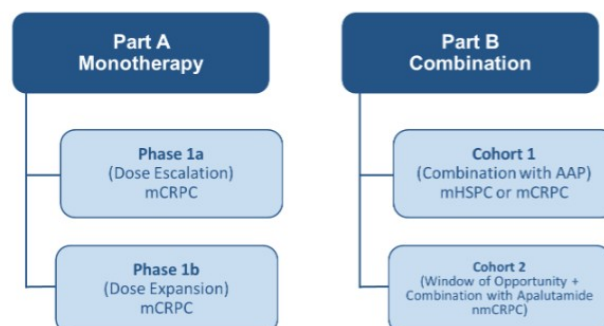 Part A
Monotherapy
Phase 1a
(Dose Escalation)
mCRPC
Phase 1b
(Dose Expansion)
mCRPC
Part B
Combination
Cohort 1
(Combination with AAP)
mHSPC or mCRPC
Cohort 2
(Window of Opportunity +
Combination with Apalutamide
nmCRPC)